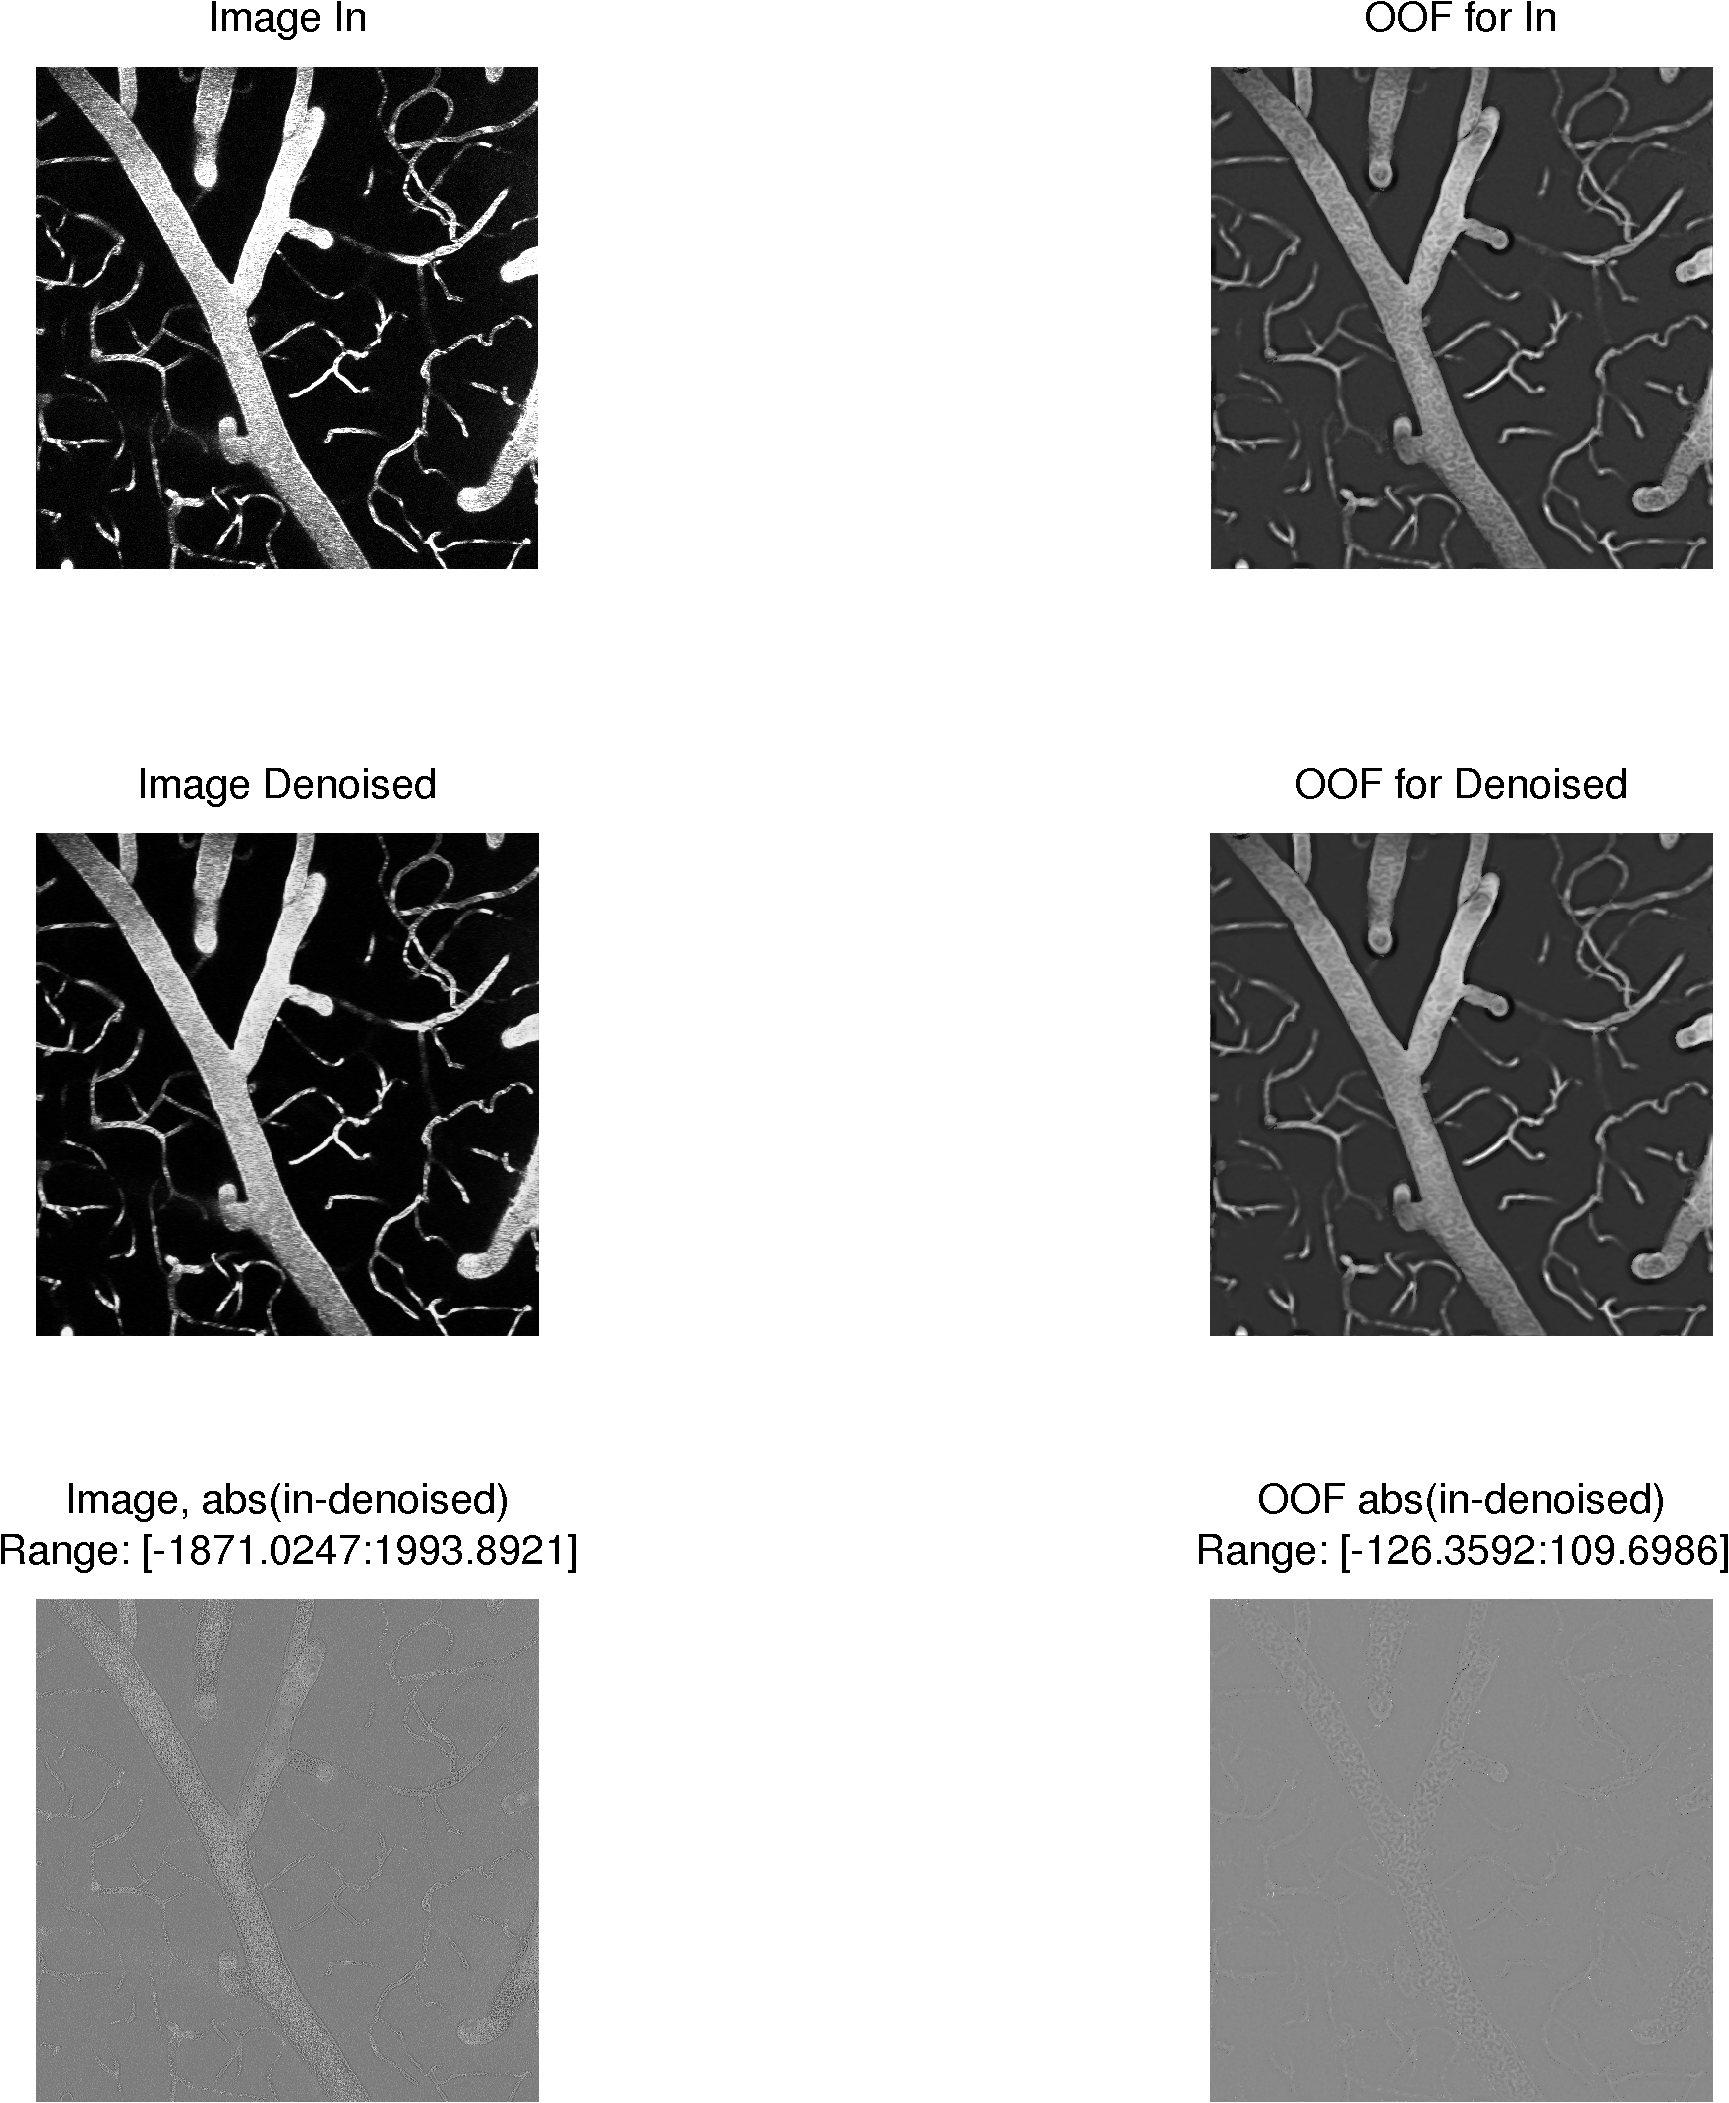 Image In
OOF for In
Image Denoised
OOF for Denoised
Image, abs(in-denoised)
Range: [-1871.0247:1993.8921]
OOF abs(in-denoised)
Range: [-126.3592:109.6986]